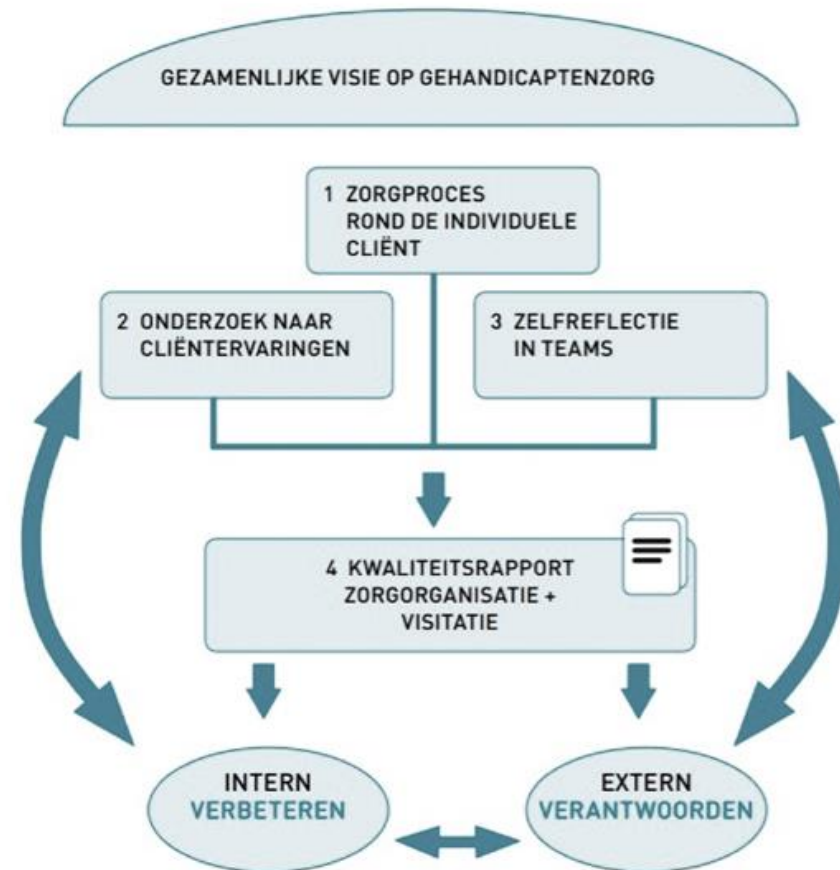 GEZAMENLIJKE VISIE OP GEHANDICAPTENZORG
1 ZORGPROCES
ROND DE INDIVIDUELE
CLIËNT
2 ONDERZOEK NAAR
CLIËNTERVARINGEN
3 ZELFREFLECTIE
IN TEAMS
4 KWALITEITSRAPPORT
ZORGORGANISATIE +
VISITATIE
INTERN
VERBETEREN
EXTERN
VERANTWOORDEN